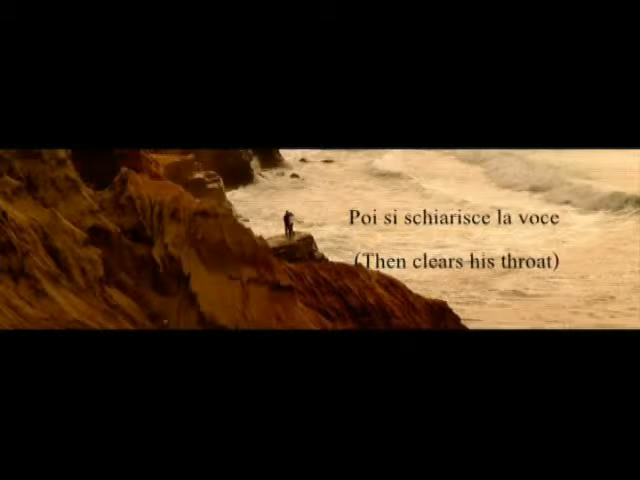 Poi si schiarisce la voce
(Then clears his throat)